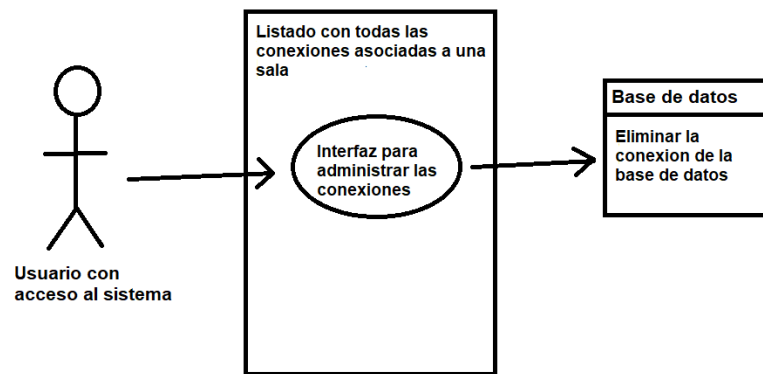 Listado con todas las
conexiones asociadas a una
sala
Interfaz para
administrar las
conexiones
Base de datos
Eliminar la
conexion de la
base de datos
Usuario con
acceso al sistema